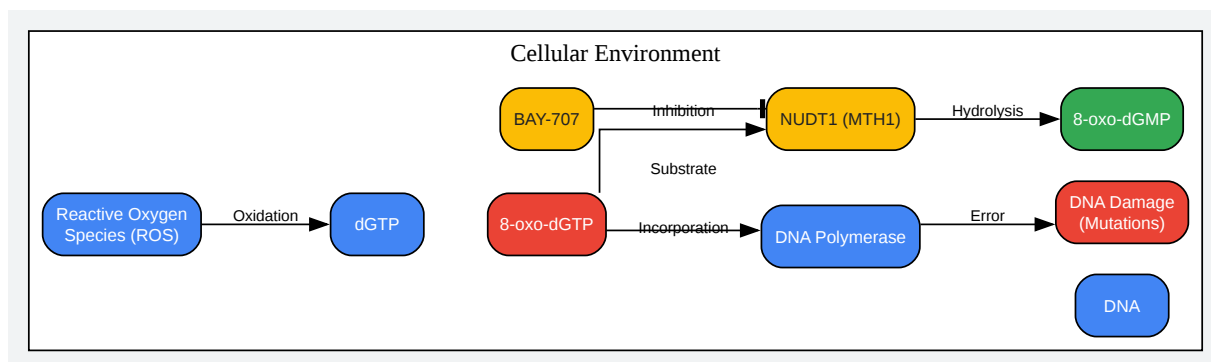 Cellular Environment
BAY-707
Inhibition
NUDT1 (MTH1)
Hydrolysis
8-oxo-dGMP
Substrate
Reactive Oxygen
Species (ROS)
Oxidation
dGTP
8-oxo-dGTP
Incorporation
DNA Polymerase
Error
DNA Damage
(Mutations)
DNA